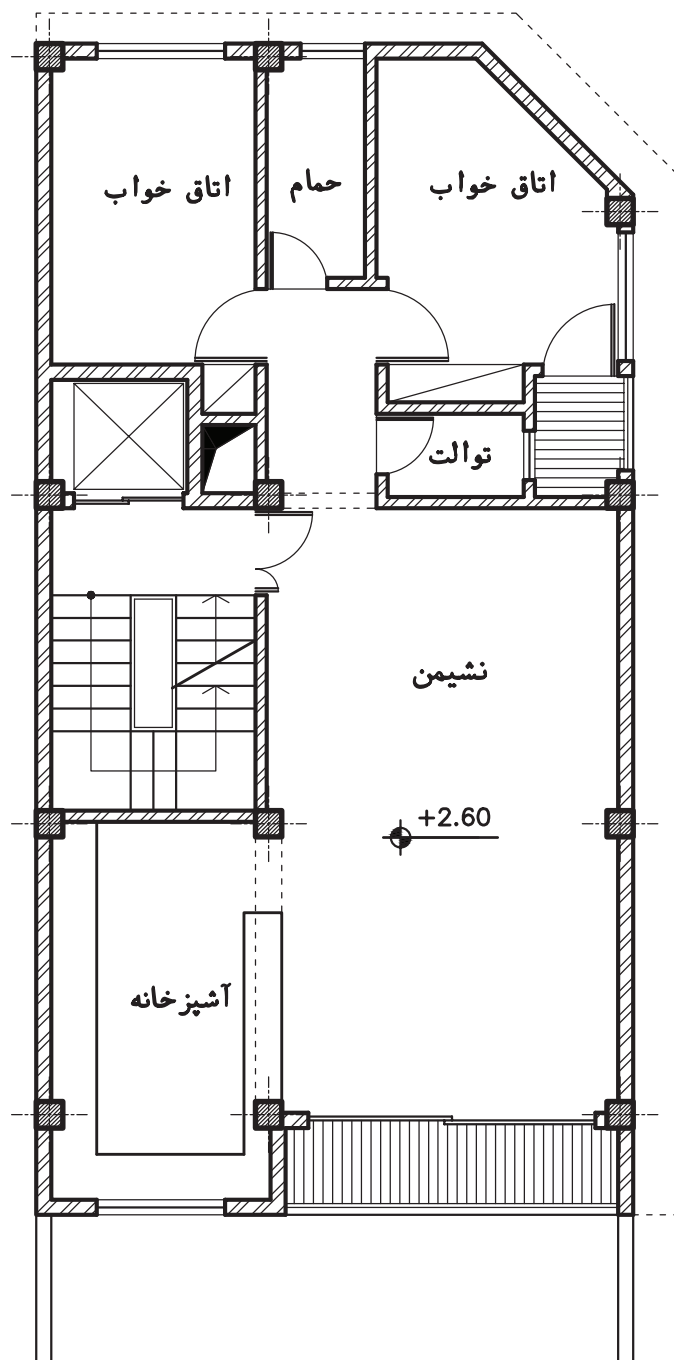 اتاق خواب
حمام
اتاق خواب
توالت
نشیمن
+2.60
آشپزخانه